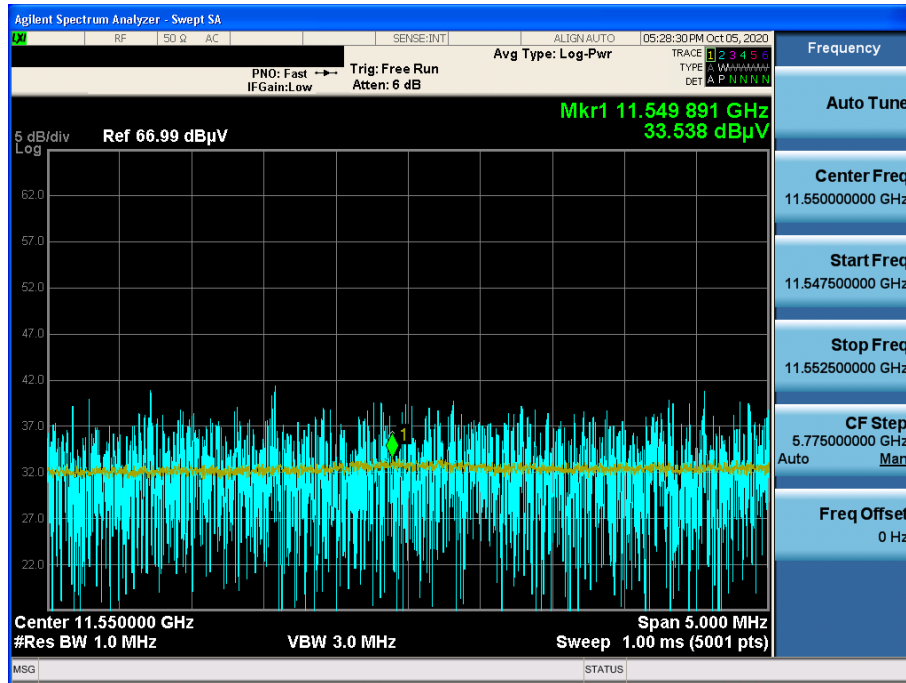 Agilent Spectrum Analyzer - Swept SA
LXI RF 50 Ω AC SENSE:INT ALIGN AUTO 05:28:30 PM Oct 05, 2020
PNO: Fast Trig: Free Run Avg Type: Log-Pwr TRACE 1 2 3 4 5 6
IFGain:Low Atten: 6 dB TYPE A
DET A P N N N N
Mkr1 11.549 891 GHz
33.538 dBµV
5 dB/div Ref 66.99 dBµV
Log
62.0
57.0
52.0
47.0
42.0
37.0
32.0
27.0
22.0
1
Center 11.550000 GHz Span 5.000 MHz
#Res BW 1.0 MHz VBW 3.0 MHz Sweep 1.00 ms (5001 pts)
MSG STATUS
Frequency
Auto Tune
Center Freq
11.550000000 GHz
Start Freq
11.547500000 GHz
Stop Freq
11.552500000 GHz
CF Step
5.775000000 GHz
Auto Man
Freq Offset
0 Hz